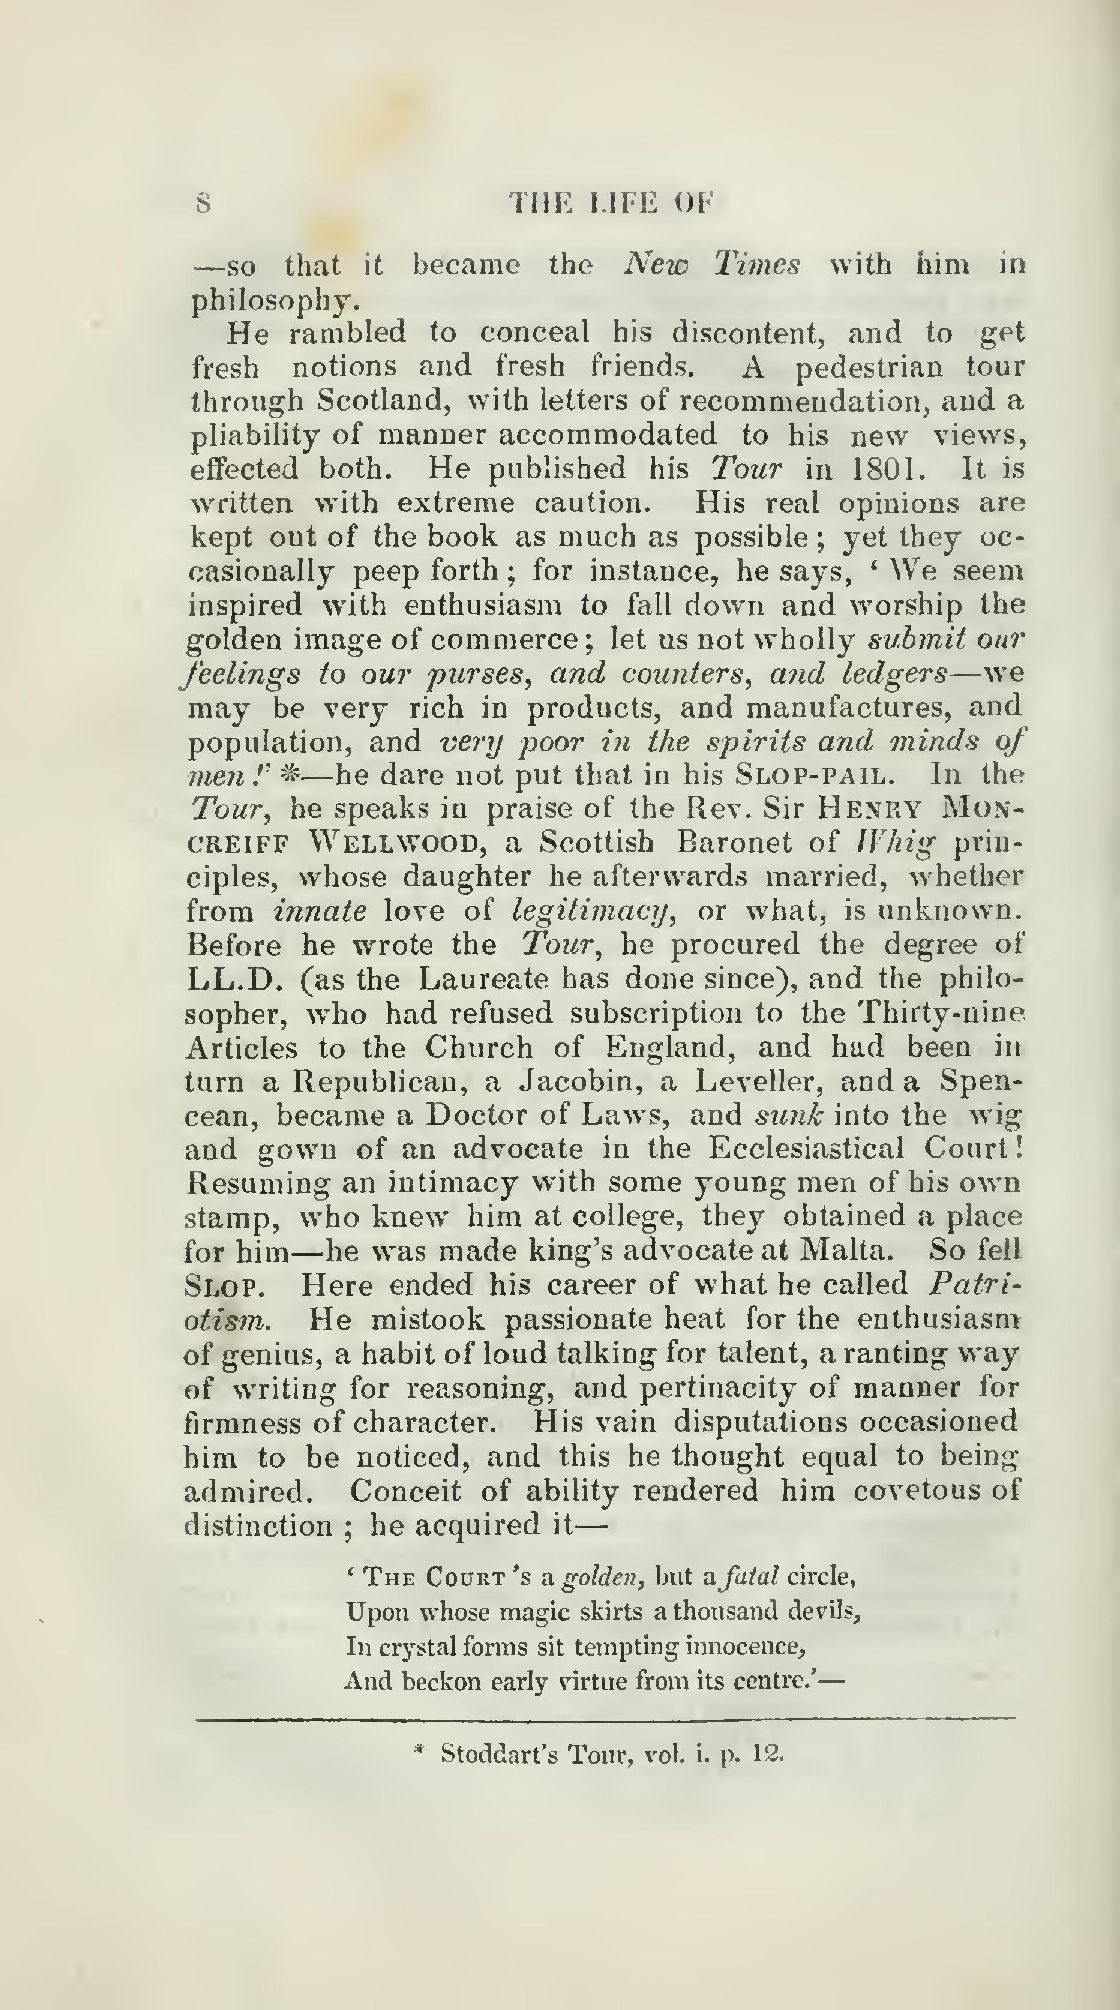 8 THE LIFE OF
—so that it became the New Times with him in
philosophy.
He rambled to conceal his discontent, and to get
fresh notions and fresh friends. A pedestrian tour
through Scotland, with letters of recommendation, and a
pliability of manner accommodated to his new views,
effected both. He published his Tour in 1801. It is
written with extreme caution. His real opinions are
kept out of the book as much as possible; yet they oc-
casionally peep forth; for instance, he says, ‘We seem
inspired with enthusiasm to fall down and worship the
golden image of commerce; let us not wholly submit our
feelings to our purses, and counters, and ledgers—we
may be very rich in products, and manufactures, and
population, and very poor in the spirits and minds of
men!’ *—he dare not put that in his SLOP-PAIL. In the
Tour, he speaks in praise of the Rev. Sir HENRY MON-
CREIFF WELLWOOD, a Scottish Baronet of Whig prin-
ciples, whose daughter he afterwards married, whether
from innate love of legitimacy, or what, is unknown.
Before he wrote the Tour, he procured the degree of
LL.D. (as the Laureate has done since), and the philo-
sopher, who had refused subscription to the Thirty-nine
Articles to the Church of England, and had been in
turn a Republican, a Jacobin, a Leveller, and a Spen-
cean, became a Doctor of Laws, and sunk into the wig
and gown of an advocate in the Ecclesiastical Court!
Resuming an intimacy with some young men of his own
stamp, who knew him at college, they obtained a place
for him—he was made king's advocate at Malta. So fell
SLOP. Here ended his career of what he called Patri-
otism. He mistook passionate heat for the enthusiasm
of genius, a habit of loud talking for talent, a ranting way
of writing for reasoning, and pertinacity of manner for
firmness of character. His vain disputations occasioned
him to be noticed, and this he thought equal to being
admired. Conceit of ability rendered him covetous of
distinction; he acquired it—
‘THE COURT's a golden, but a fatal circle,
Upon whose magic skirts a thousand devils,
In crystal forms sit tempting innocence,
And beckon early virtue from its centre.’—
* Stoddart's Tour, vol. i. p. 12.